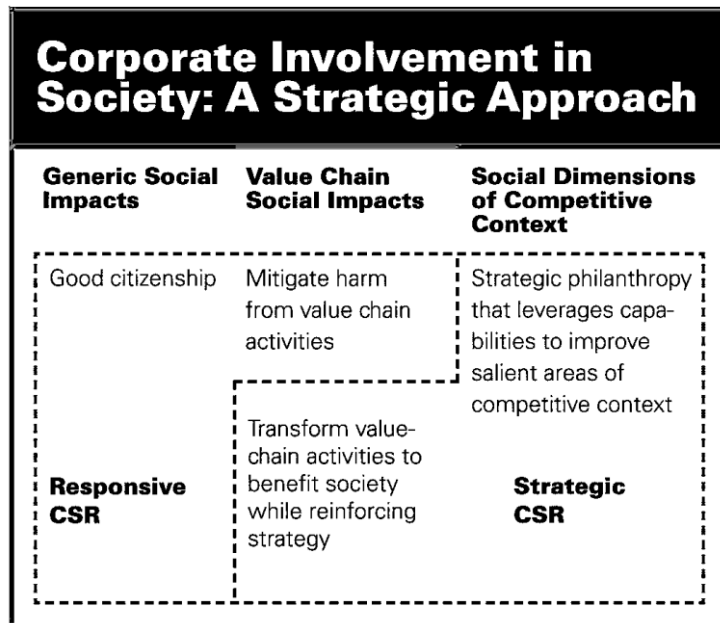 Corporate Involvement in
Society: A Strategic Approach
Generic Social
Impacts
Value Chain
Social Impacts
Social Dimensions
of Competitive
Context
Good citizenship
Mitigate harm
from value chain
activities
Strategic philanthropy
that leverages capa-
bilities to improve
salient areas of
competitive context
Transform value-
chain activities to
benefit society
while reinforcing
strategy
Responsive
CSR
Strategic
CSR